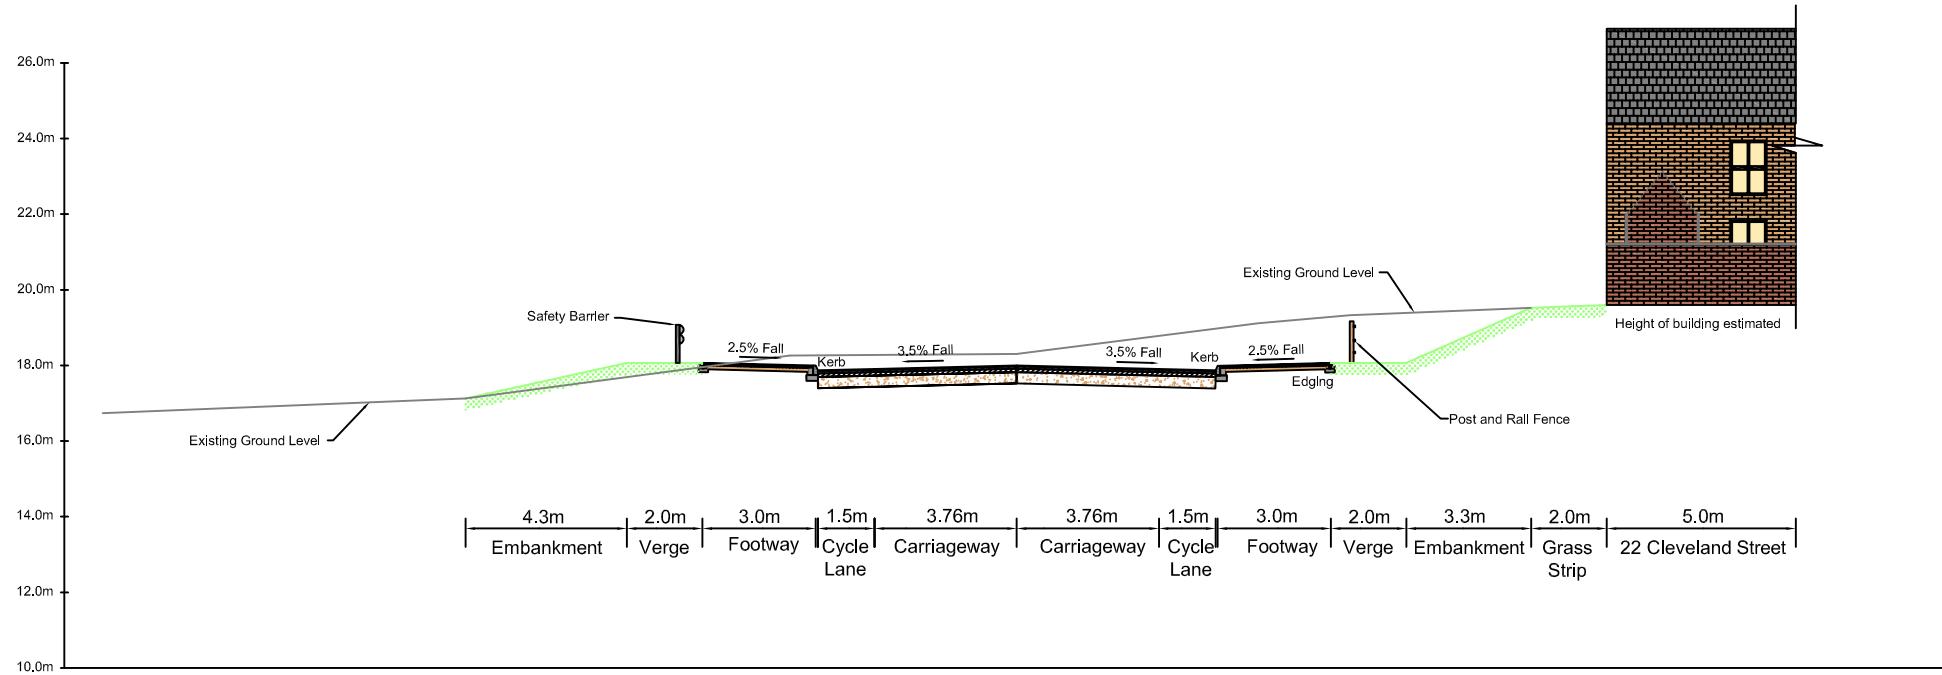 26.0m
24.0m
22.0m
20.0m
18.0m
16.0m
14.0m
12.0m
10.0m
Existing Ground Level
Safety Barrier
2.5% Fall
Kerb
3.5% Fall
3.5% Fall
Kerb
2.5% Fall
Edging
Existing Ground Level
Post and Rail Fence
Height of building estimated
4.3m
Embankment
2.0m
Verge
3.0m
Footway
1.5m
Cycle
Lane
3.76m
Carriageway
3.76m
Carriageway
1.5m
Cycle
Lane
3.0m
Footway
2.0m
Verge
3.3m
Embankment
2.0m
Grass
Strip
5.0m
22 Cleveland Street